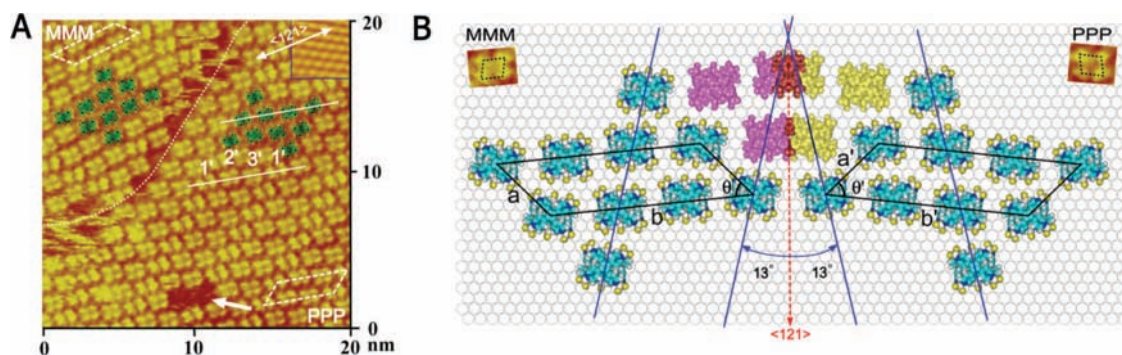 A
MMM
<121>
20
10
0
1' 2' 3' 1'
PPP
0
10
20 nm
B
MMM
PPP
a
b
θ
a'
θ'
b'
13°
13°
<121>